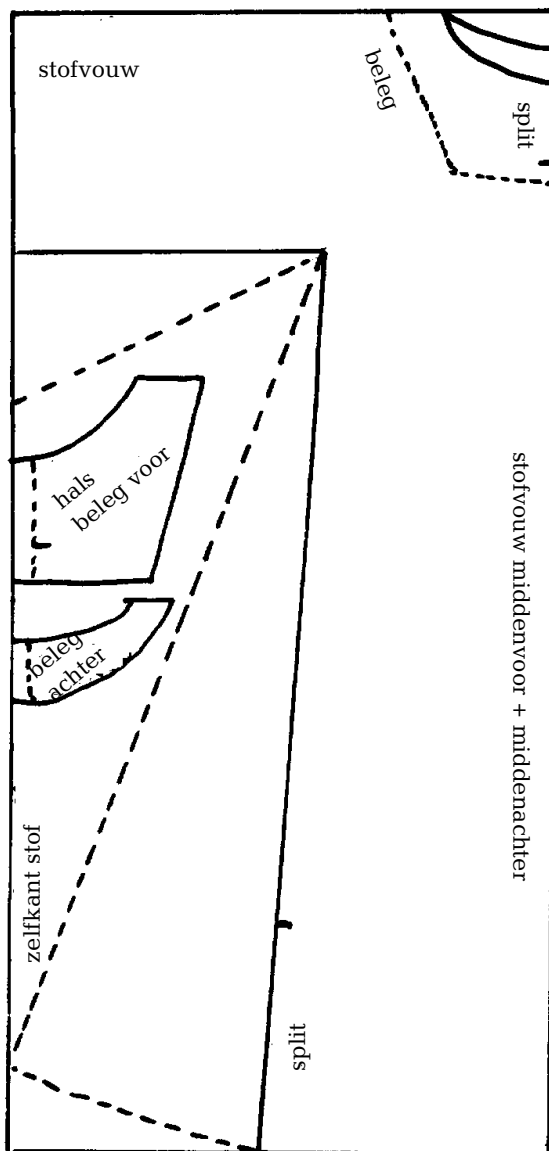 stofvouw
beleg
split
hals
beleg voor
stofvouw middenvoor + middenachter
beleg
achter
zelfkant stof
split